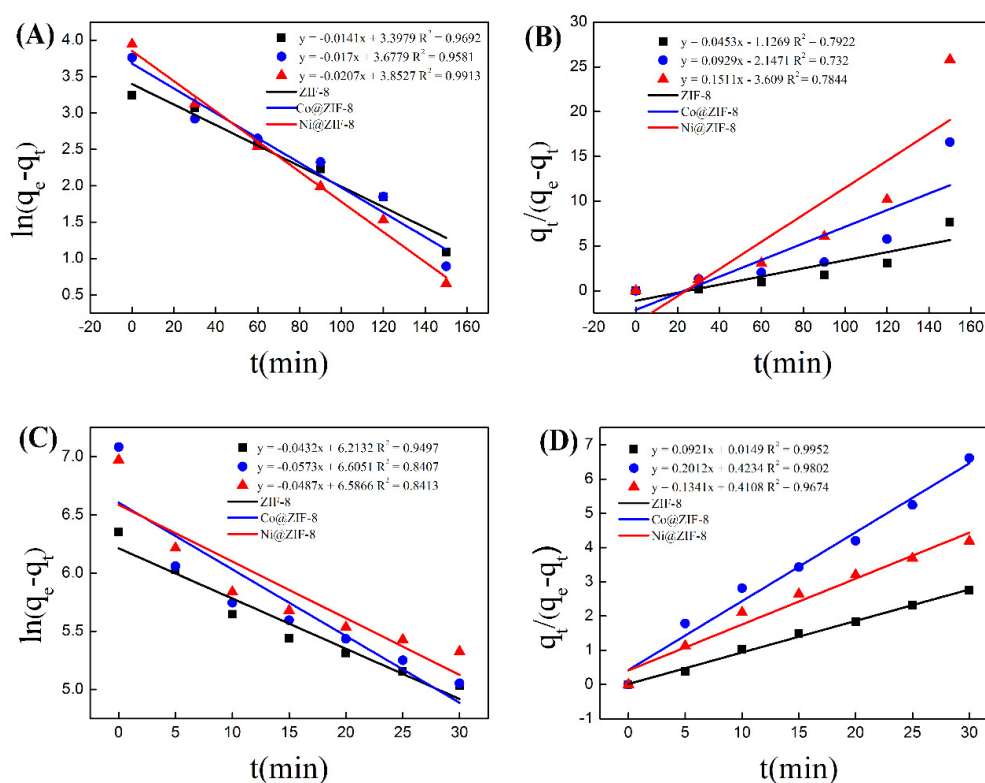 (A)
y = -0.0141x + 3.3979 R² = 0.9692
y = -0.017x + 3.6779 R² = 0.9581
y = -0.0207x + 3.8527 R² = 0.9913
ZIF-8
Co@ZIF-8
Ni@ZIF-8
4.0
3.5
3.0
2.5
2.0
1.5
1.0
0.5
ln(qₑ-qₜ)
-20 0 20 40 60 80 100 120 140 160
t(min)
(B)
y = 0.0453x - 1.1269 R² = 0.7922
y = 0.0929x - 2.1471 R² = 0.732
y = 0.1511x - 3.609 R² = 0.7844
ZIF-8
Co@ZIF-8
Ni@ZIF-8
30
25
20
15
10
5
0
qₜ/(qₑ-qₜ)
-20 0 20 40 60 80 100 120 140 160
t(min)
(C)
y = -0.0432x + 6.2132 R² = 0.9497
y = -0.0573x + 6.6051 R² = 0.8407
y = -0.0487x + 6.5866 R² = 0.8413
ZIF-8
Co@ZIF-8
Ni@ZIF-8
7.0
6.5
6.0
5.5
5.0
ln(qₑ-qₜ)
0 5 10 15 20 25 30
t(min)
(D)
y = 0.0921x + 0.0149 R² = 0.9952
y = 0.2012x + 0.4234 R² = 0.9802
y = 0.1341x + 0.4108 R² = 0.9674
ZIF-8
Co@ZIF-8
Ni@ZIF-8
7
6
5
4
3
2
1
0
-1
qₜ/(qₑ-qₜ)
0 5 10 15 20 25 30
t(min)